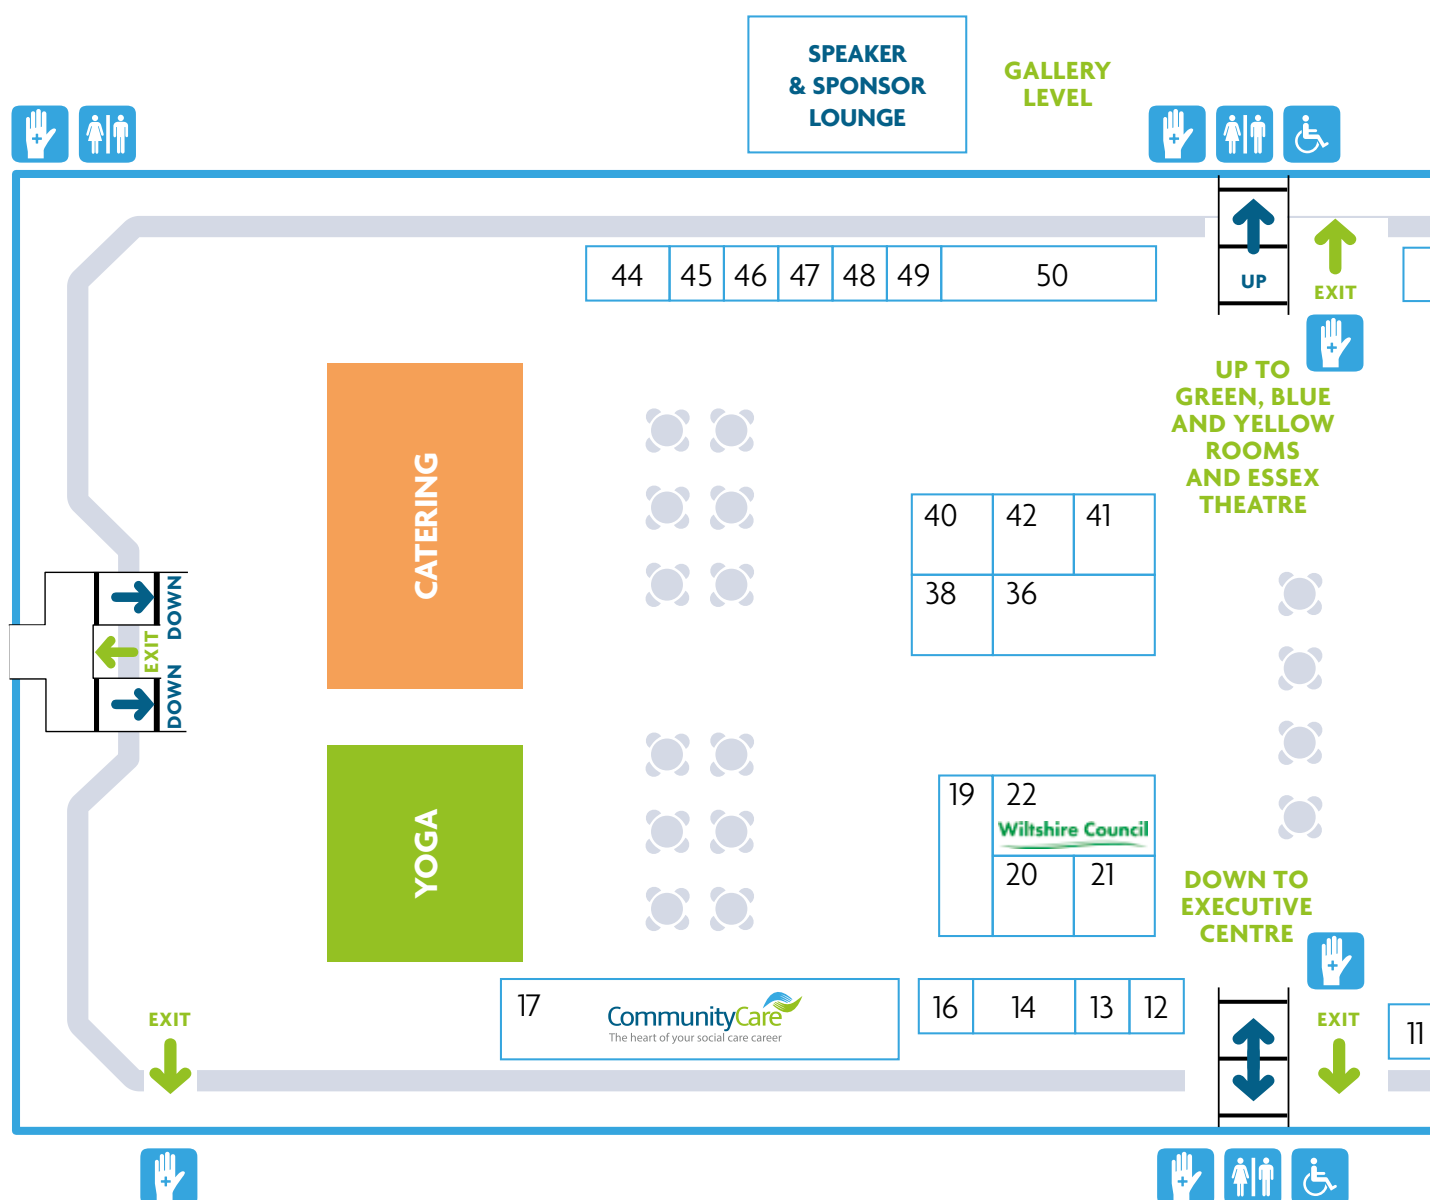 SPEAKER
& SPONSOR
LOUNGE
GALLERY
LEVEL
44 45 46 47 48 49 50
UP
EXIT
UP TO
GREEN, BLUE
AND YELLOW
ROOMS
AND ESSEX
THEATRE
CATERING
40 42 41
38 36
DOWN
EXIT
DOWN
YOGA
19 22
Wiltshire Council
20 21
DOWN TO
EXECUTIVE
CENTRE
17
CommunityCare
The heart of your social care career
16 14 13 12
EXIT
EXIT
11